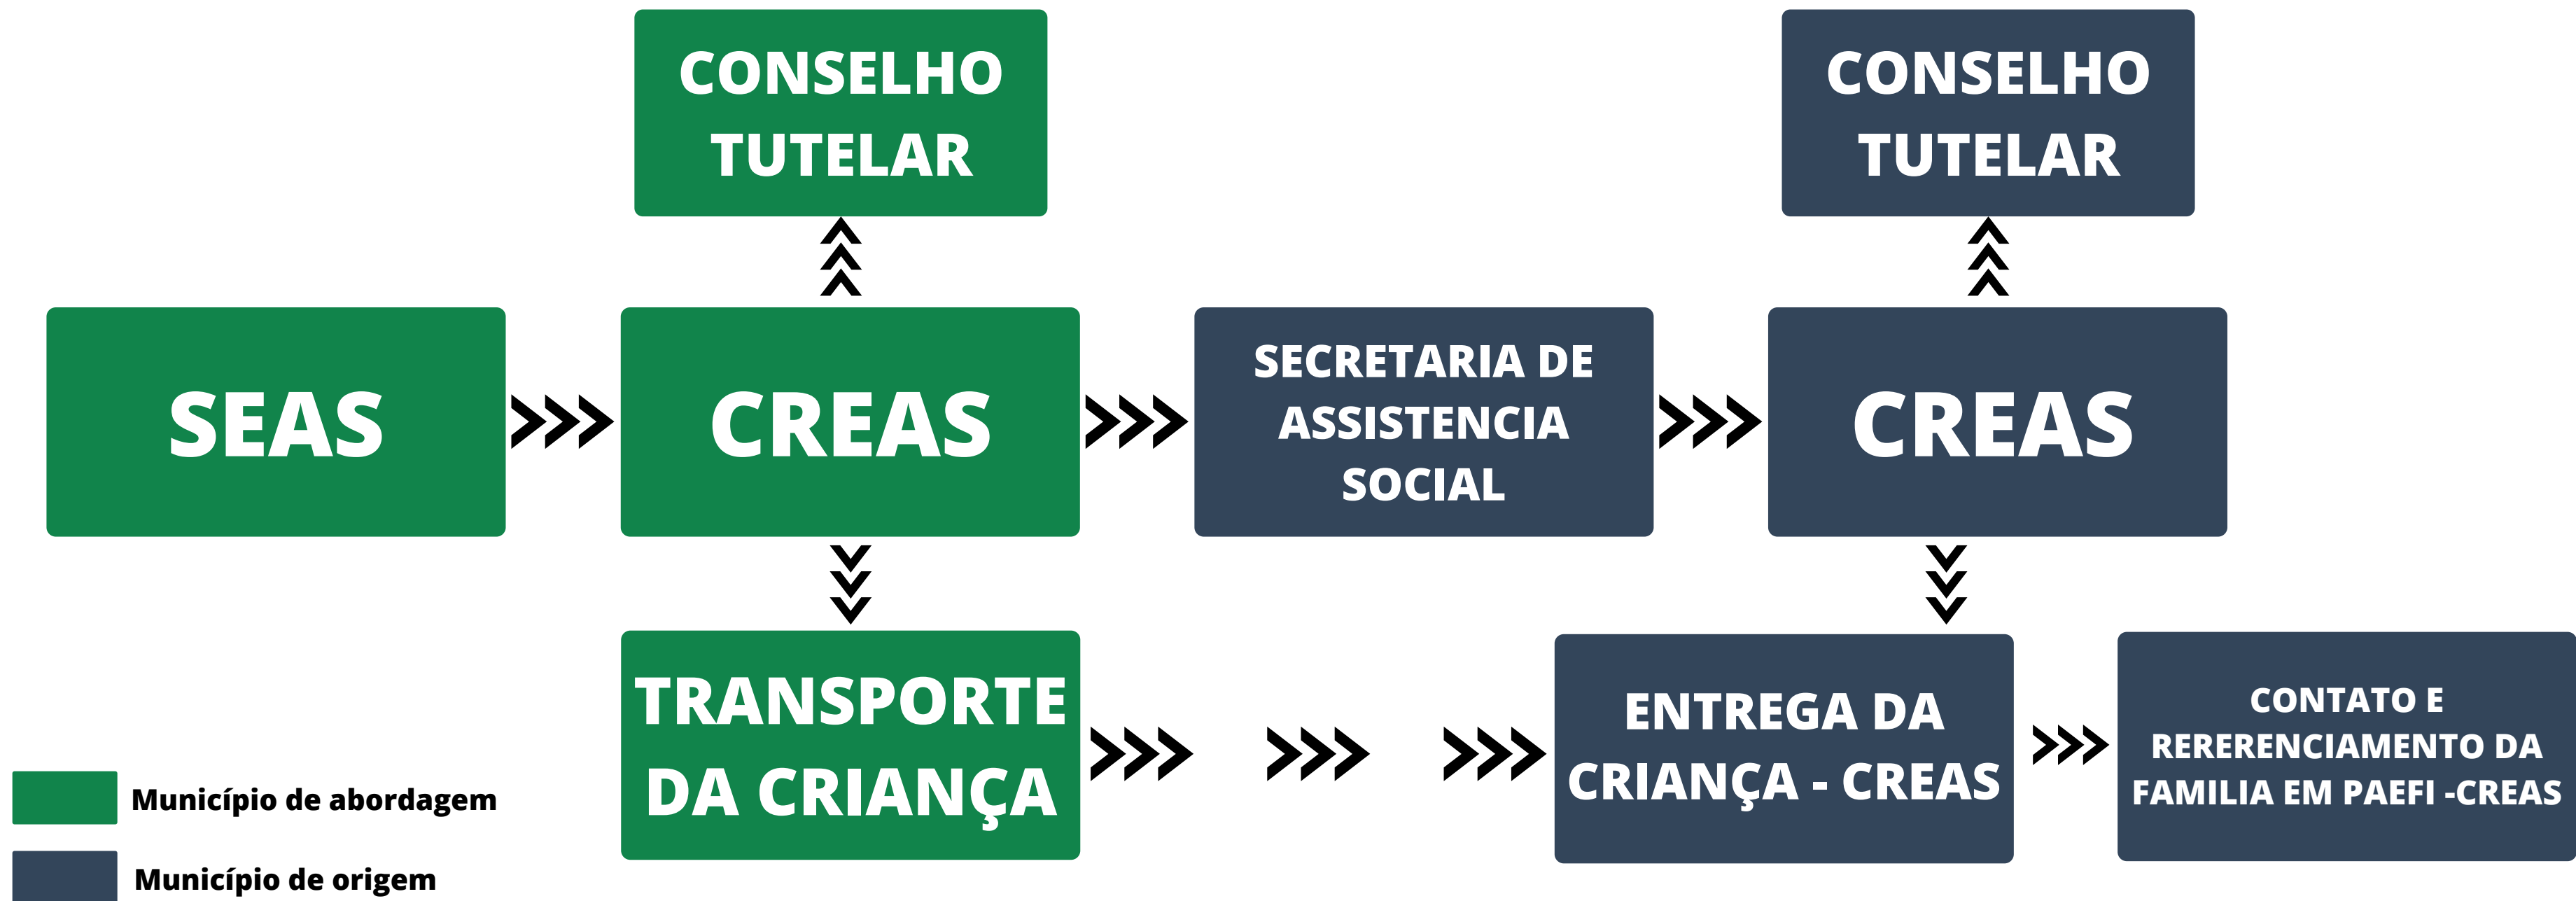 CONSELHO
TUTELAR
CONSELHO
TUTELAR
SEAS
CREAS
SECRETARIA DE
ASSISTENCIA
SOCIAL
CREAS
TRANSPORTE
DA CRIANÇA
ENTREGA DA
CRIANÇA - CREAS
CONTATO E
RERERENCIAMENTO DA
FAMILIA EM PAEFI -CREAS
Município de abordagem
Município de origem